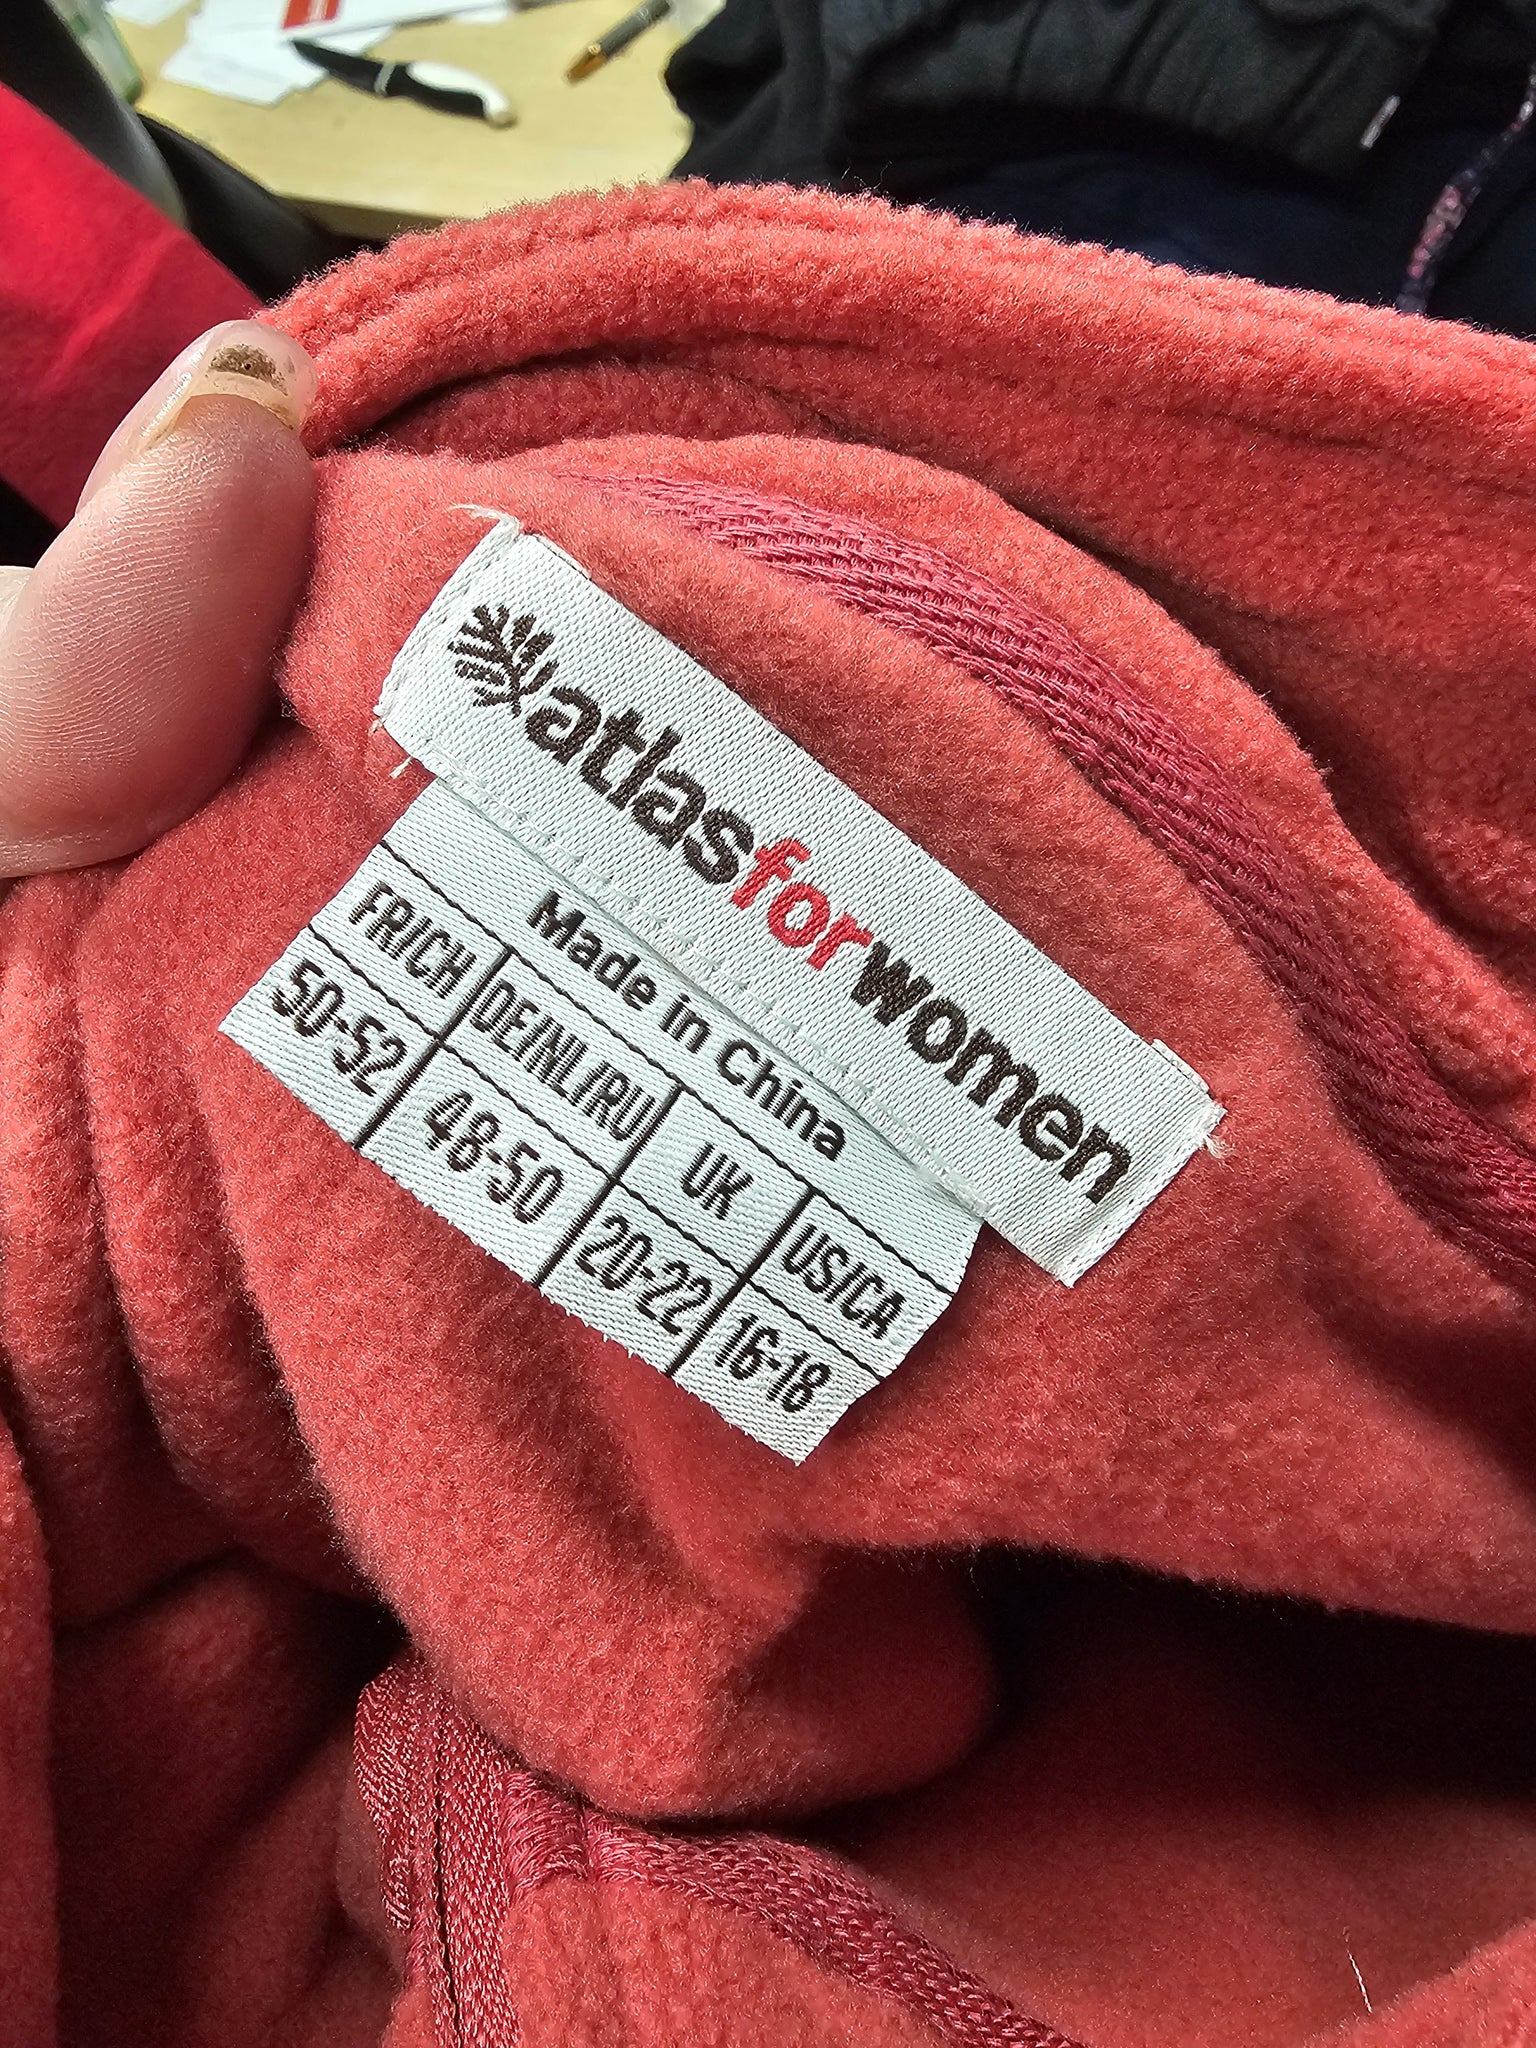 atlasforwomen
Made in China
FR/CH DE/NL/RU UK US/CA
50-52 48-50 20-22 16-18